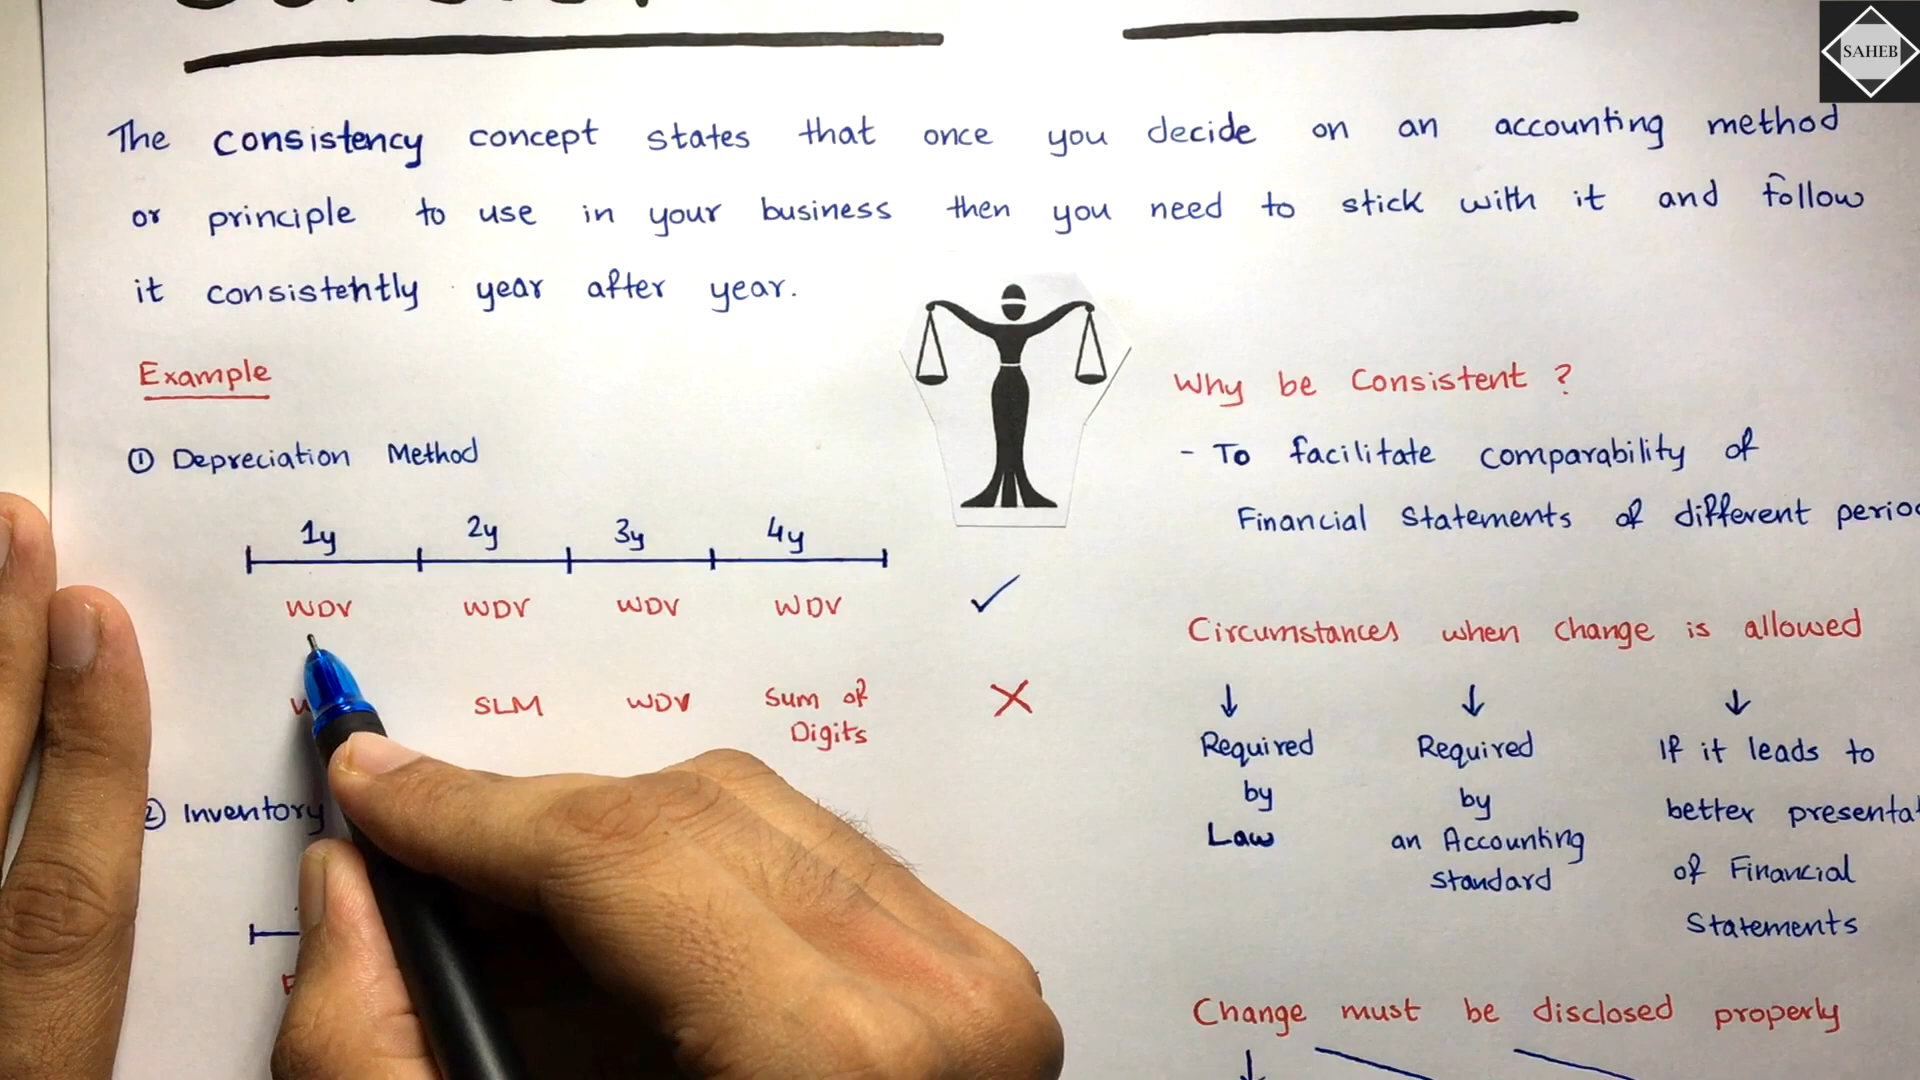 SAHEB
The consistency concept states that once you decide on an accounting method
or principle to use in your business then you need to stick with it and follow
it consistently year after year.
Example
① Depreciation Method
1y 2y 3y 4y
WDV WDV WDV WDV ✓
SLM WDV Sum of Digits X
② Inventory
Why be Consistent ?
- To facilitate comparability of
Financial Statements of different
Circumstances when change is allowed
↓ ↓ ↓
Required
by
Law
Required
by
an Accounting
Standard
If it leads to
better
of Financial
Statements
Change must be disclosed properly